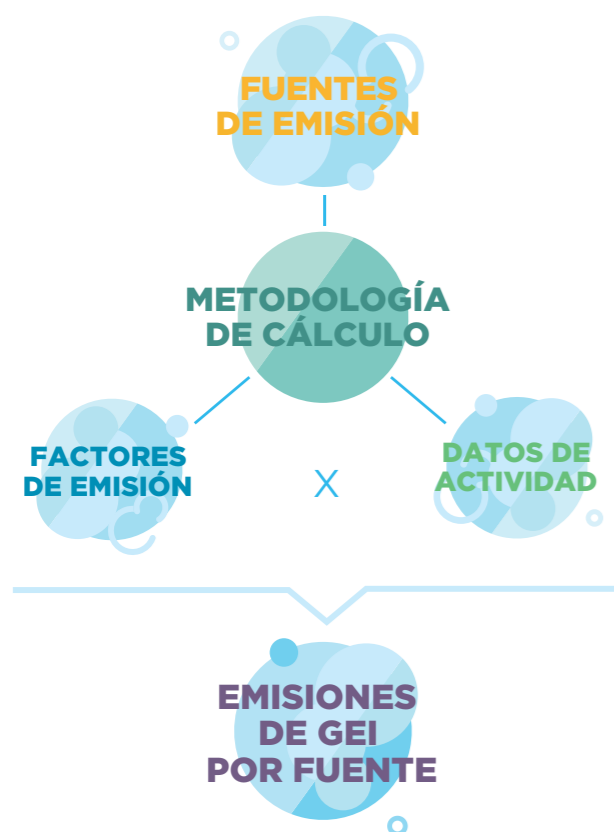 FUENTES
DE EMISIÓN
METODOLOGÍA
DE CÁLCULO
FACTORES
DE EMISIÓN
X
DATOS DE
ACTIVIDAD
EMISIONES
DE GEI
POR FUENTE